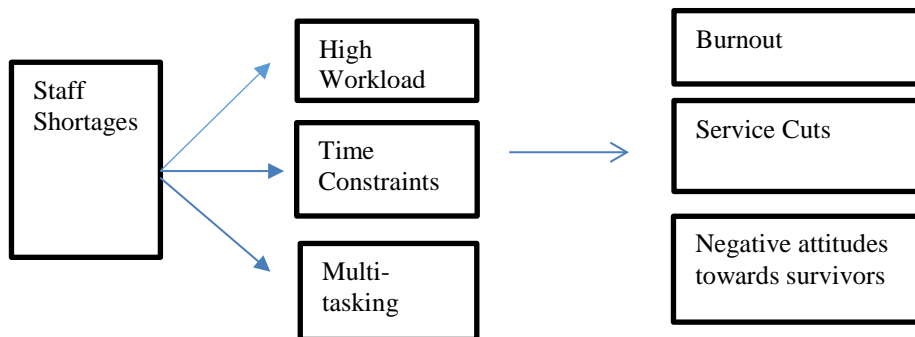 Staff
Shortages
High
Workload
Time
Constraints
Multi-
tasking
Burnout
Service Cuts
Negative attitudes
towards survivors